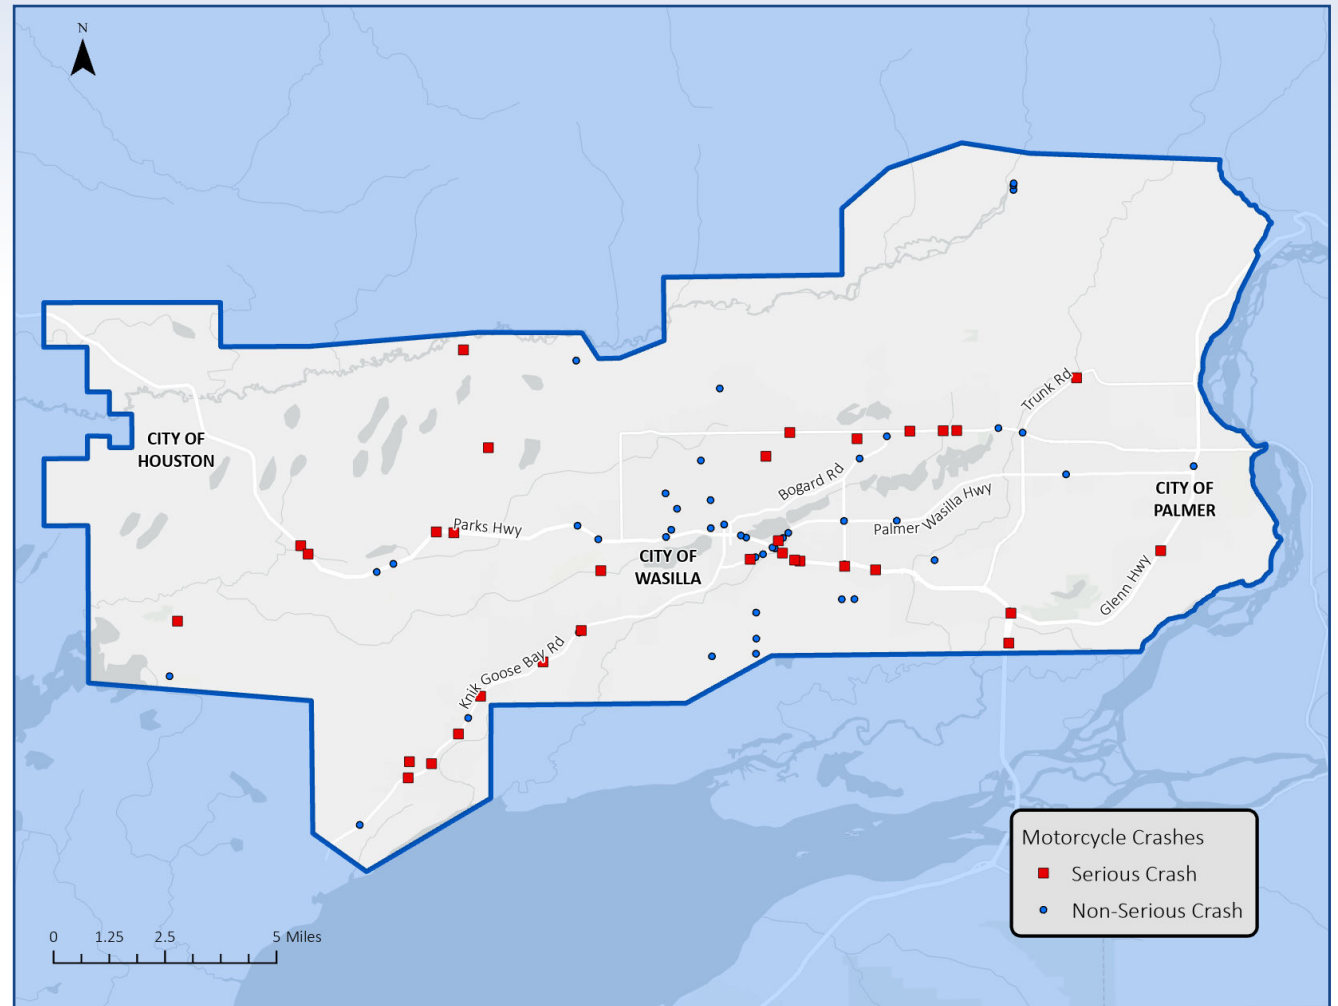 N
Trunk Rd
CITY OF
HOUSTON
Bogard Rd
CITY OF
PALMER
Parks Hwy
Palmer Wasilla Hwy
CITY OF
WASILLA
Glenn Hwy
Knik Goose Bay Rd
Motorcycle Crashes
Serious Crash
Non-Serious Crash
0 1.25 2.5 5 Miles